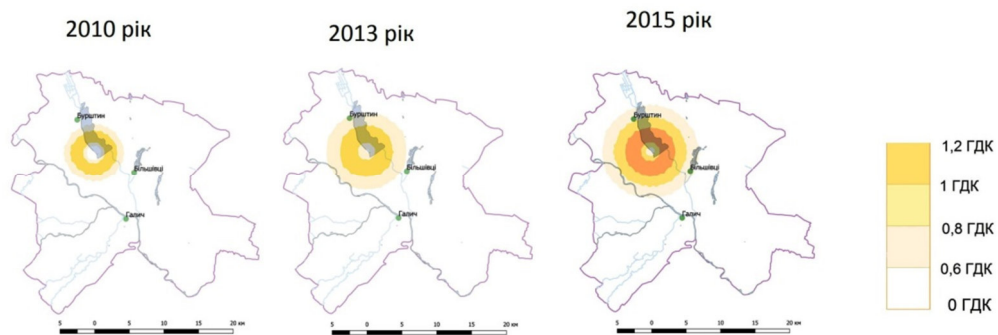 2010 рік
2013 рік
2015 рік
Бурштин
Більшівці
Галич
5 0 5 10 15 20 км
Бурштин
Більшівці
Галич
5 0 5 10 15 20 км
Бурштин
Більшівці
Галич
5 0 5 10 15 20 км
1,2 ГДК
1 ГДК
0,8 ГДК
0,6 ГДК
0 ГДК